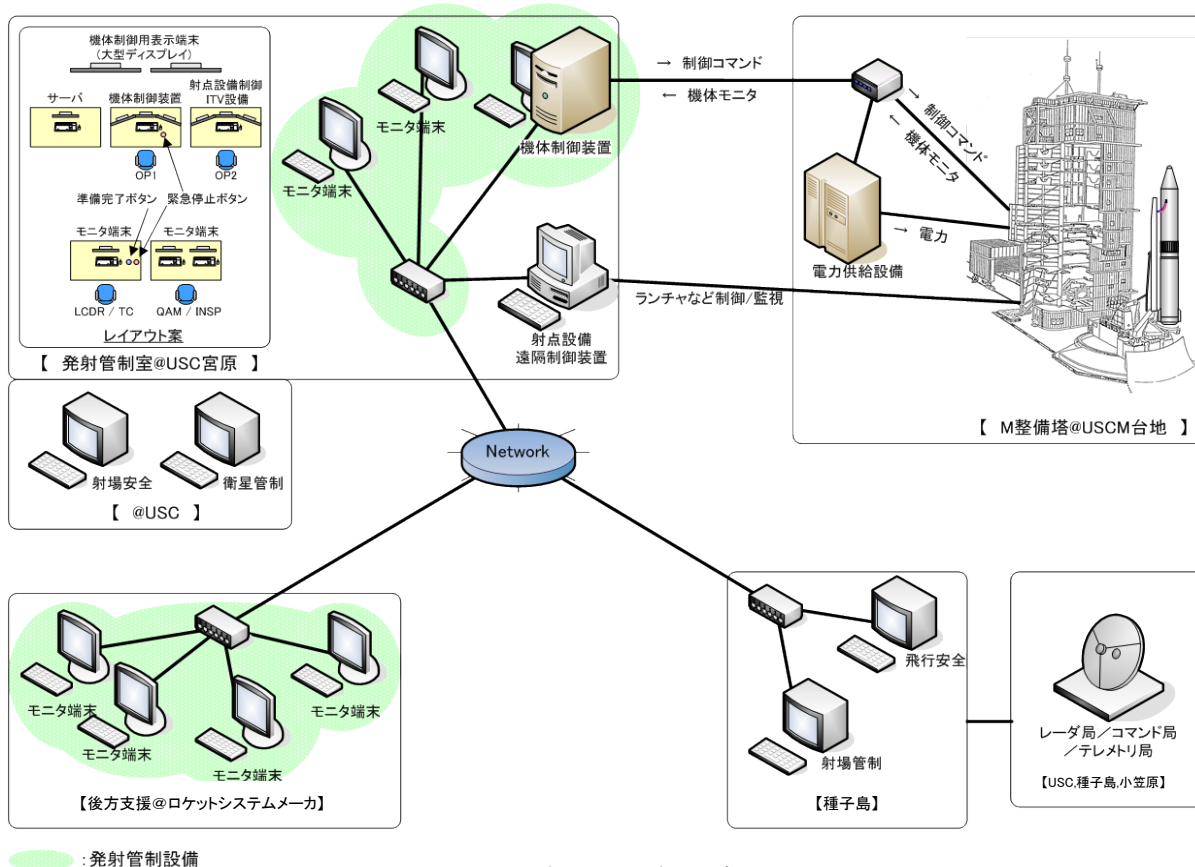 機体制御用表示端末
(大型ディスプレイ)
サーバ
機体制御装置
射点設備制御
ITV設備
OP1
OP2
準備完了ボタン
緊急停止ボタン
モニタ端末
モニタ端末
LCDR / TC
QAM / INSP
レイアウト案
【 発射管制室@USC宮原 】
モニタ端末
モニタ端末
機体制御装置
射点設備
遠隔制御装置
→ 制御コマンド
← 機体モニタ
→ 制御コマンド
← 機体モニタ
電力供給設備
→ 電力
ランチャなど制御/監視
【 M整備塔@USCM台地 】
射場安全
衛星管制
【 @USC 】
Network
モニタ端末
モニタ端末
モニタ端末
モニタ端末
【後方支援@ロケットシステムメーカ】
飛行安全
射場管制
【種子島】
レーダ局／コマンド局
／テレメトリ局
【USC,種子島,小笠原】
:発射管制設備